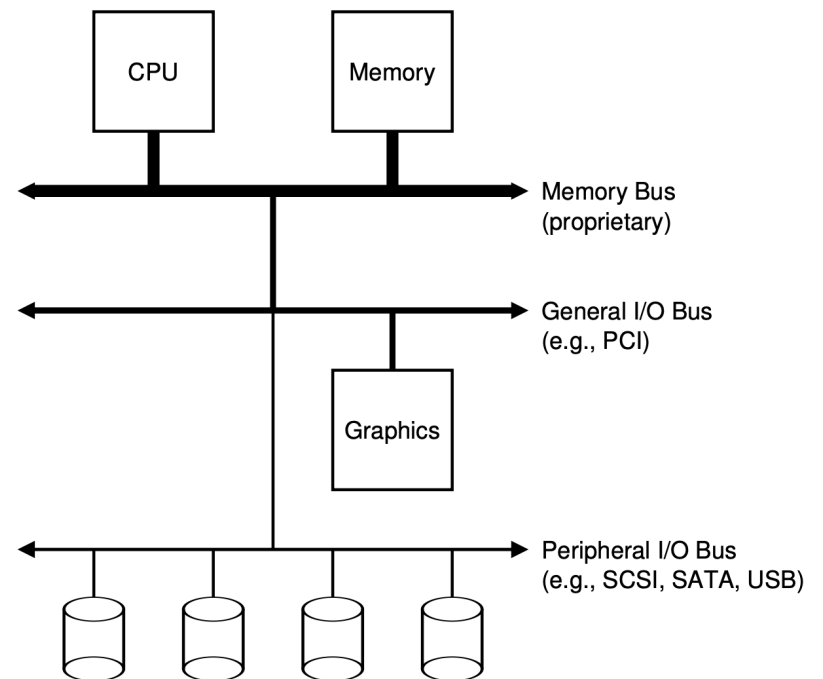 CPU
Memory
Memory Bus
(proprietary)
General I/O Bus
(e.g., PCI)
Graphics
Peripheral I/O Bus
(e.g., SCSI, SATA, USB)